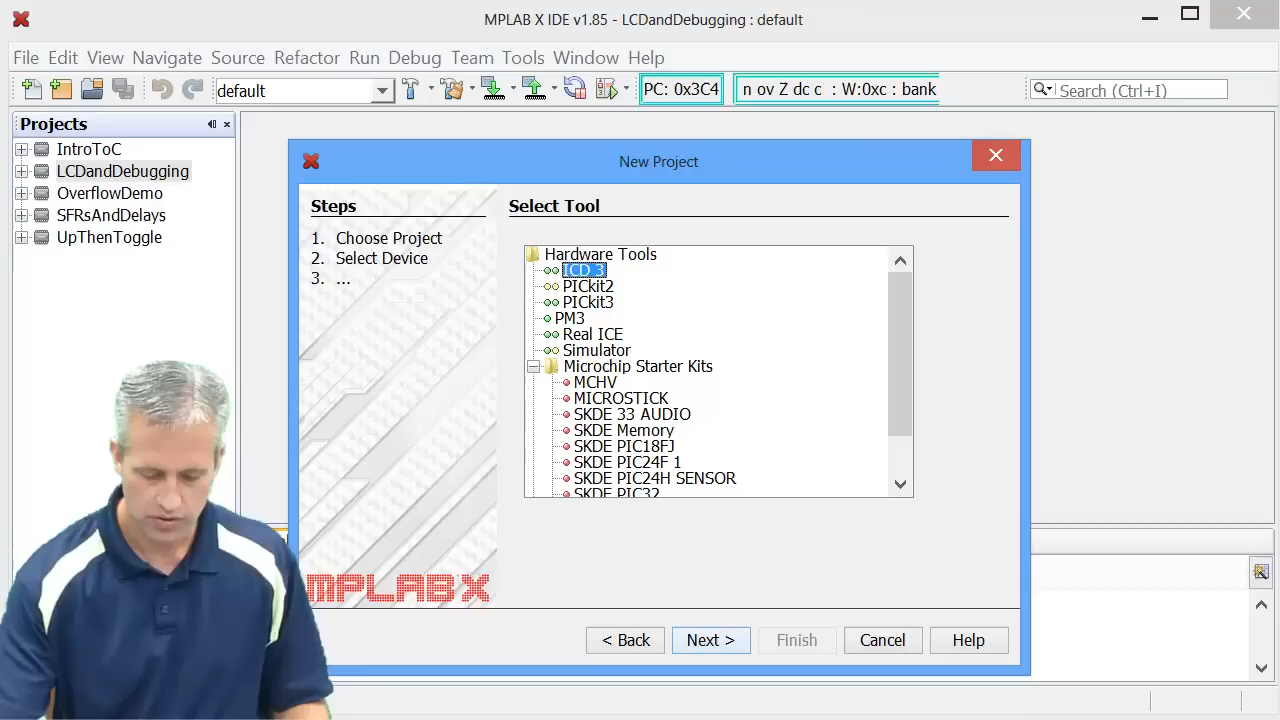 MPLAB X IDE v1.85 - LCDandDebugging : default
File Edit View Navigate Source Refactor Run Debug Team Tools Window Help
default
PC: 0x3C4
n ov Z dc c : W:0xc : bank
Search (Ctrl+I)
Projects
IntroToC
LCDandDebugging
OverflowDemo
SFRsAndDelays
UpThenToggle
New Project
Steps
1. Choose Project
2. Select Device
3. ...
MPLAB X
Select Tool
Hardware Tools
ICD 3
PICkit2
PICkit3
PM3
Real ICE
Simulator
Microchip Starter Kits
MCHV
MICROSTICK
SKDE 33 AUDIO
SKDE Memory
SKDE PIC18FJ
SKDE PIC24F 1
SKDE PIC24H SENSOR
SKDE PIC32
< Back
Next >
Finish
Cancel
Help